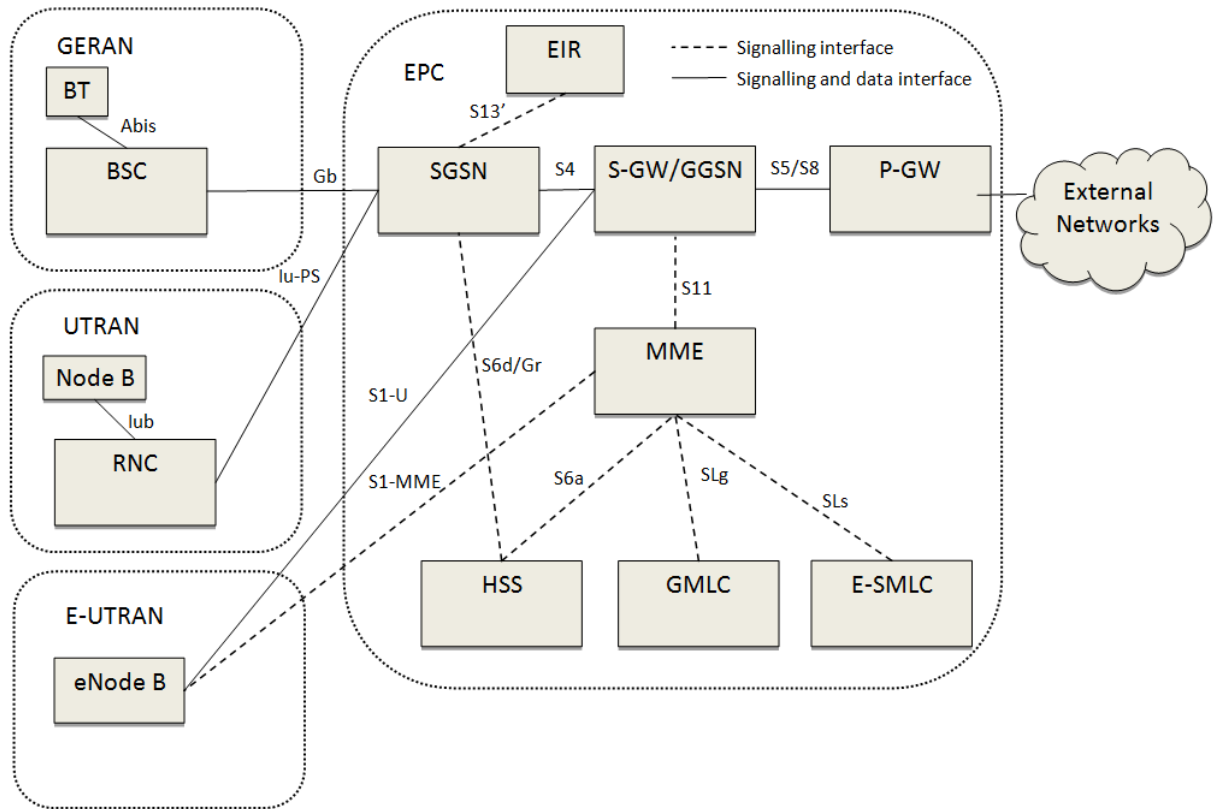 GERAN
BT
Abis
BSC
Gb
EPC
EIR
Signalling interface
Signalling and data interface
S13’
SGSN
S4
S-GW/GGSN
S5/S8
P-GW
External
Networks
Iu-PS
UTRAN
Node B
Iub
RNC
S11
MME
S6d/Gr
S1-U
S1-MME
S6a
SLg
SLs
HSS
GMLC
E-SMLC
E-UTRAN
eNode B